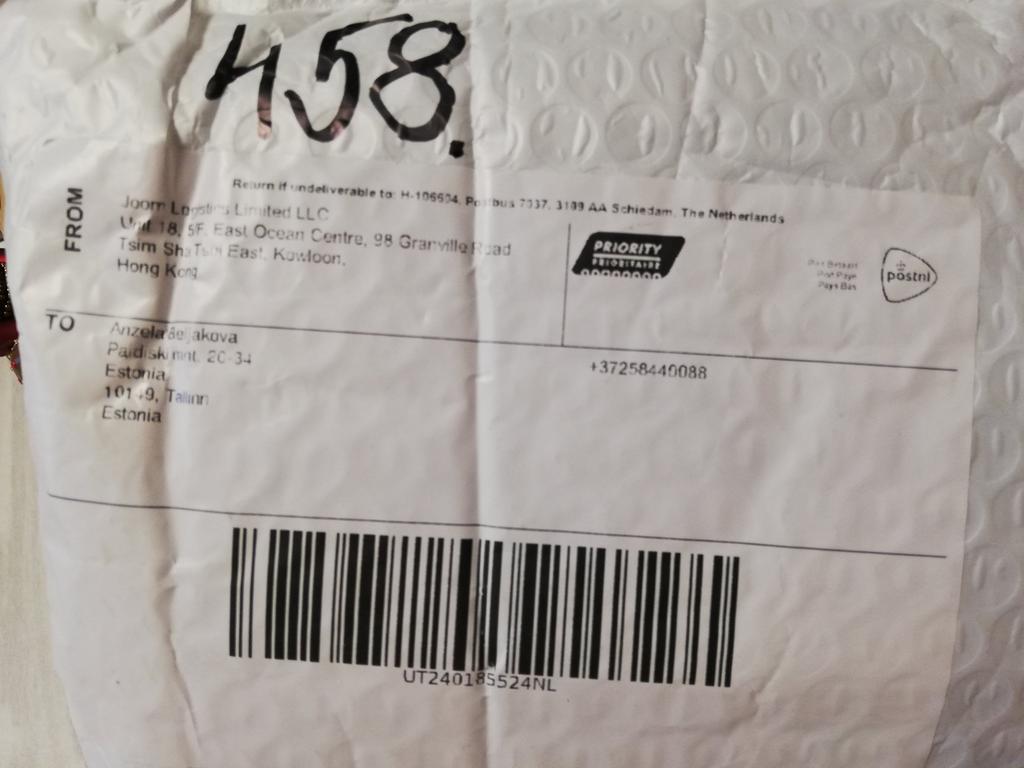 458.
Return if undeliverable to: H-106604, Postbus 7037, 3109 AA Schiedam, The Netherlands
FROM
Joom Logistics Limited LLC
Unit 18, 5F, East Ocean Centre, 98 Granville Road
Tsim Sha Tsui East, Kowloon,
Hong Kong
PRIORITY
PRIORITAIRE
Port Betaald
Port Payé
Pays Bas
postnl
TO
Anzela
mnt. 20-34
Estonia
Tallinn
Estonia
+37258440088
UT240185524NL